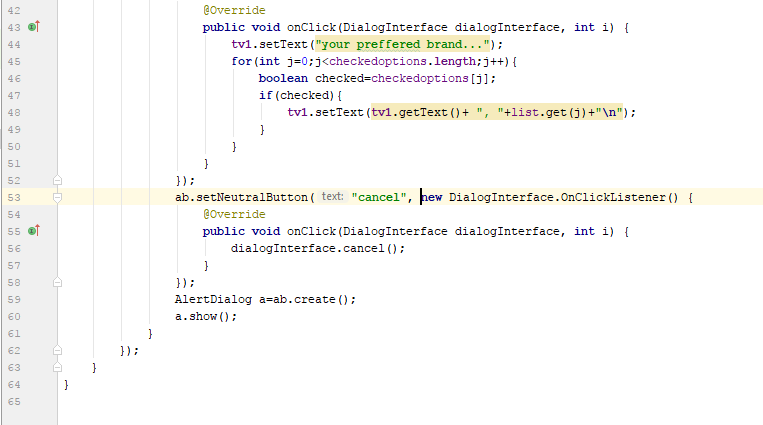 42 @Override
43 public void onClick(DialogInterface dialogInterface, int i) {
44 tv1.setText("your preffered brand...");
45 for(int j=0;j<checkedoptions.length;j++){
46 boolean checked=checkedoptions[j];
47 if(checked){
48 tv1.setText(tv1.getText()+ ", "+list.get(j)+"\n");
49 }
50 }
51 }
52 });
53 ab.setNeutralButton( text: "cancel", new DialogInterface.OnClickListener() {
54 @Override
55 public void onClick(DialogInterface dialogInterface, int i) {
56 dialogInterface.cancel();
57 }
58 });
59 AlertDialog a=ab.create();
60 a.show();
61 }
62 });
63 }
64 }
65